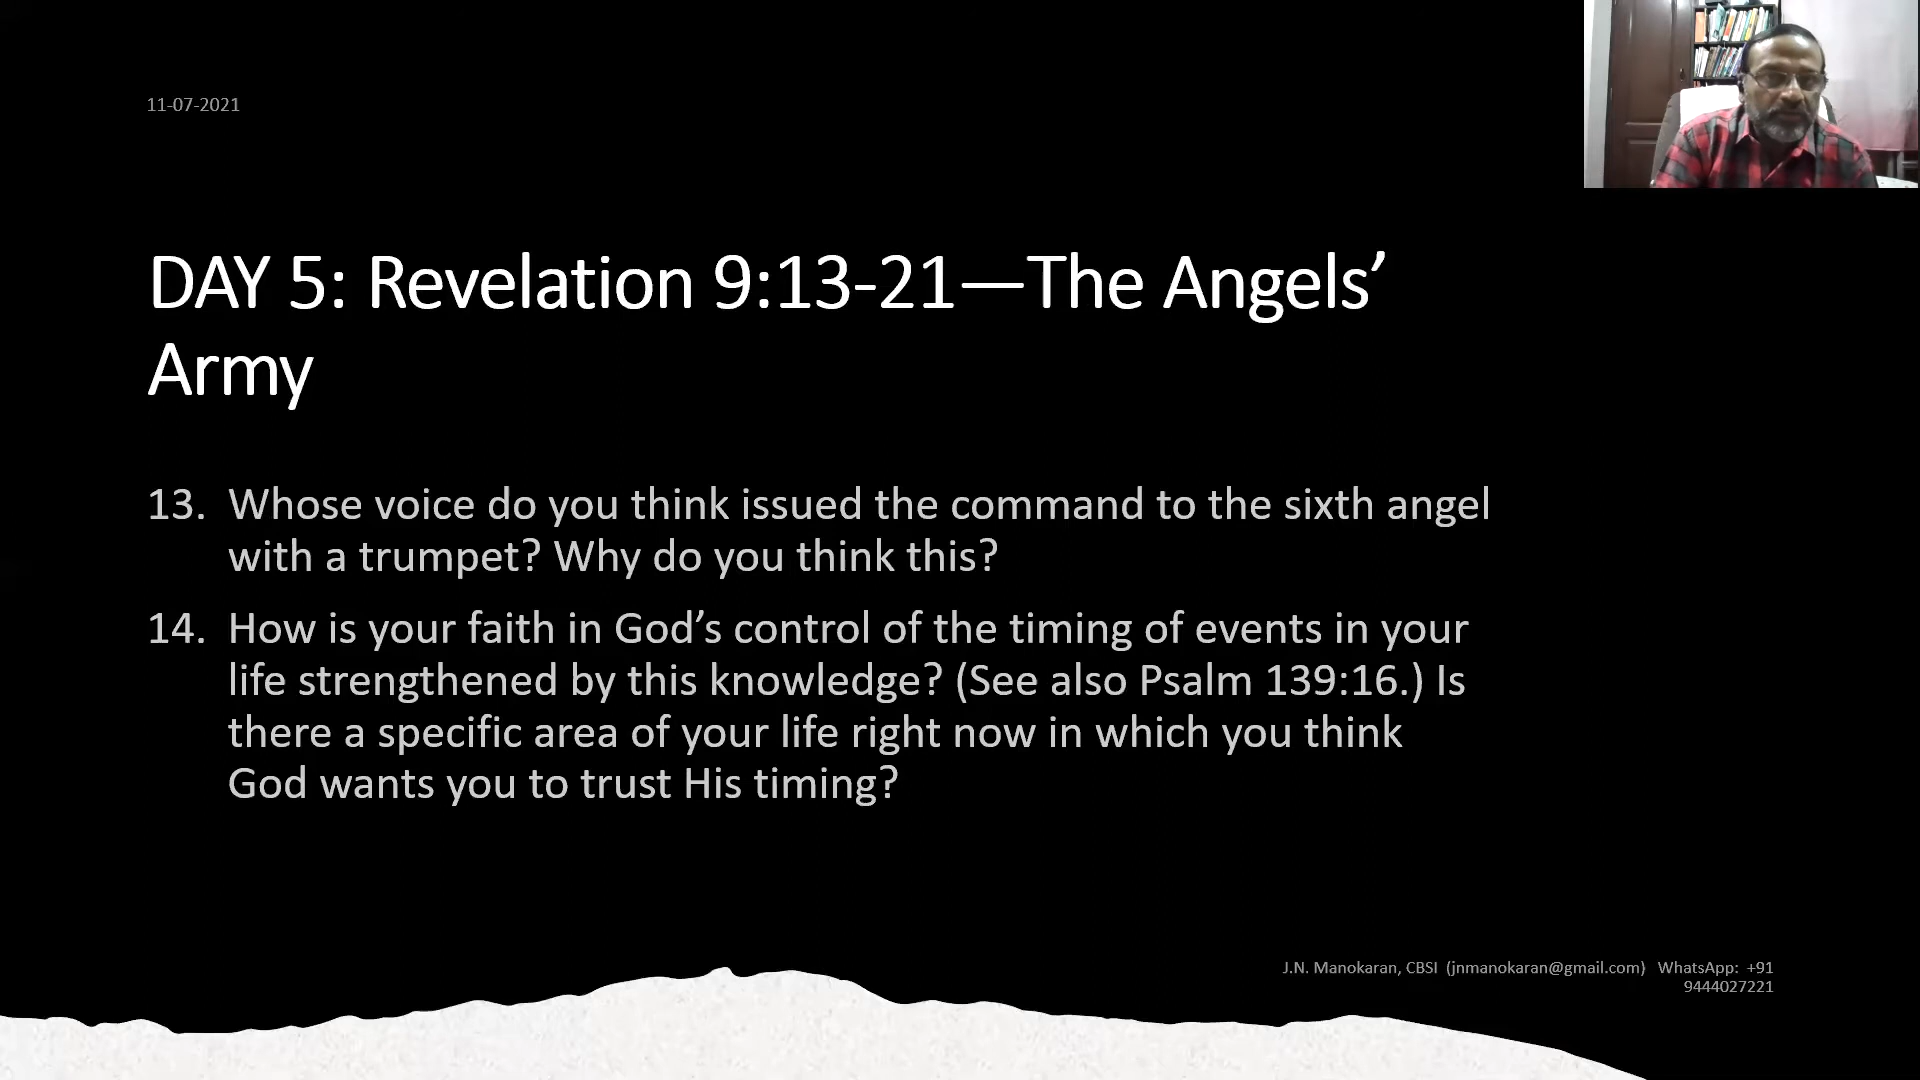 11-07-2021
DAY 5: Revelation 9:13-21—The Angels’
Army
13. Whose voice do you think issued the command to the sixth angel
with a trumpet? Why do you think this?
14. How is your faith in God’s control of the timing of events in your
life strengthened by this knowledge? (See also Psalm 139:16.) Is
there a specific area of your life right now in which you think
God wants you to trust His timing?
J.N. Manokaran, CBSI (jnmanokaran@gmail.com) WhatsApp: +91
9444027221